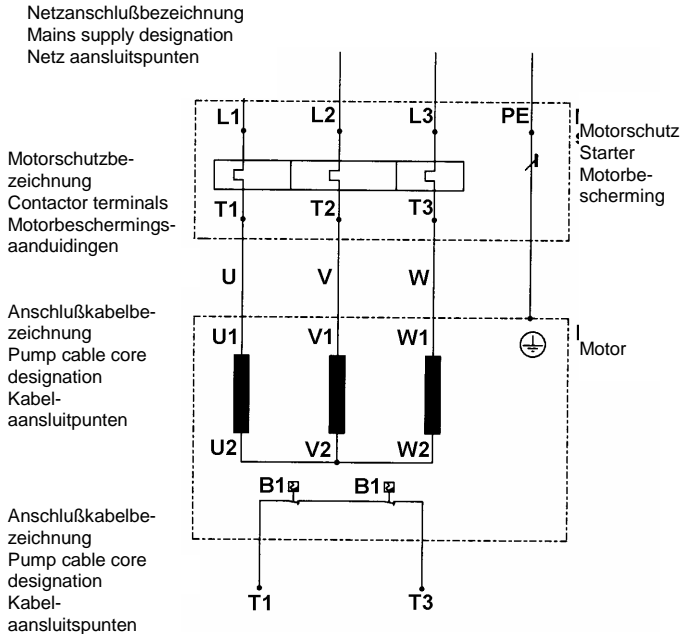 Netzanschlußbezeichnung
Mains supply designation
Netz aansluitspunten
L1 L2 L3 PE
Motorschutz
Starter
Motorbe-
scherming
Motorschutzbe-
zeichnung
Contactor terminals
Motorbeschermings-
aanduidingen
T1 T2 T3
U V W
Anschlußkabelbe-
zeichnung
Pump cable core
designation
Kabel-
aansluitpunten
U1 V1 W1
Motor
U2 V2 W2
B1 B1
Anschlußkabelbe-
zeichnung
Pump cable core
designation
Kabel-
aansluitspunten
T1 T3